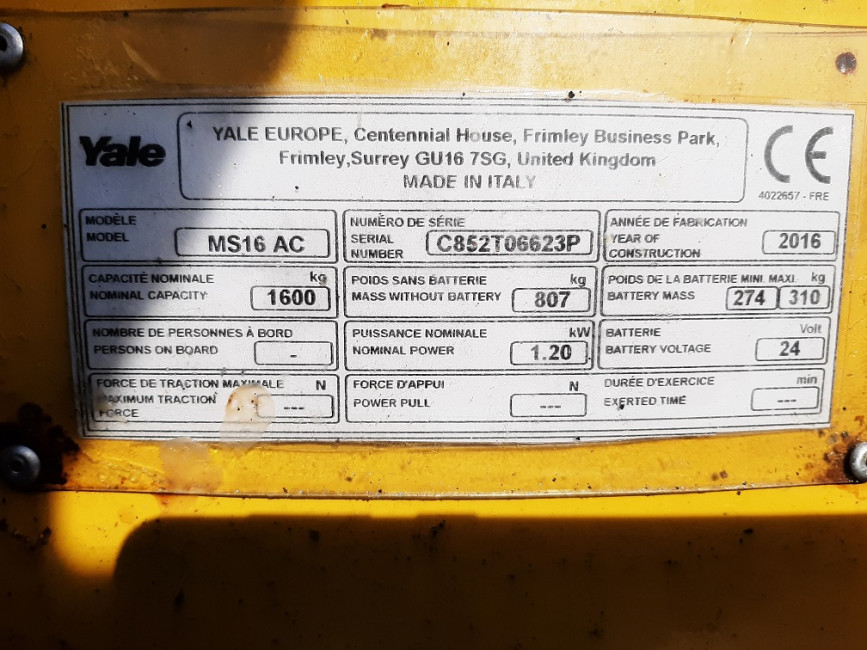 Yale
YALE EUROPE, Centennial House, Frimley Business Park,
Frimley,Surrey GU16 7SG, United Kingdom
MADE IN ITALY
CE
4022657 - FRE
MODÈLE
MODEL
MS16 AC
NUMÉRO DE SÉRIE
SERIAL
NUMBER
C852T06623P
ANNÉE DE FABRICATION
YEAR OF
CONSTRUCTION
2016
CAPACITÉ NOMINALE kg
NOMINAL CAPACITY 1600
POIDS SANS BATTERIE kg
MASS WITHOUT BATTERY 807
POIDS DE LA BATTERIE MINI. MAXI. kg
BATTERY MASS 274 310
NOMBRE DE PERSONNES À BORD
PERSONS ON BOARD -
PUISSANCE NOMINALE kW
NOMINAL POWER 1.20
BATTERIE Volt
BATTERY VOLTAGE 24
FORCE DE TRACTION MAXIMALE N
MAXIMUM TRACTION ---
FORCE
FORCE D'APPUI N
POWER PULL ---
DURÉE D'EXERCICE min
EXERTED TIME ---